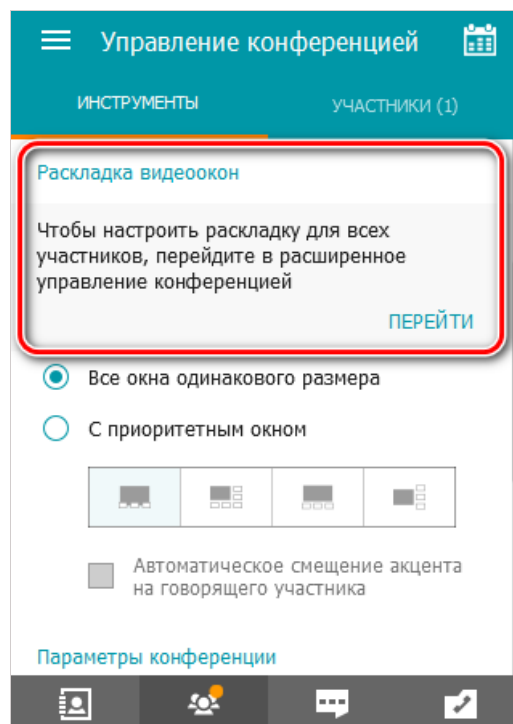 Управление конференцией
ИНСТРУМЕНТЫ
УЧАСТНИКИ (1)
Раскладка видеоокон
Чтобы настроить раскладку для всех
участников, перейдите в расширенное
управление конференцией
ПЕРЕЙТИ
Все окна одинакового размера
С приоритетным окном
Автоматическое смещение акцента
на говорящего участника
Параметры конференции